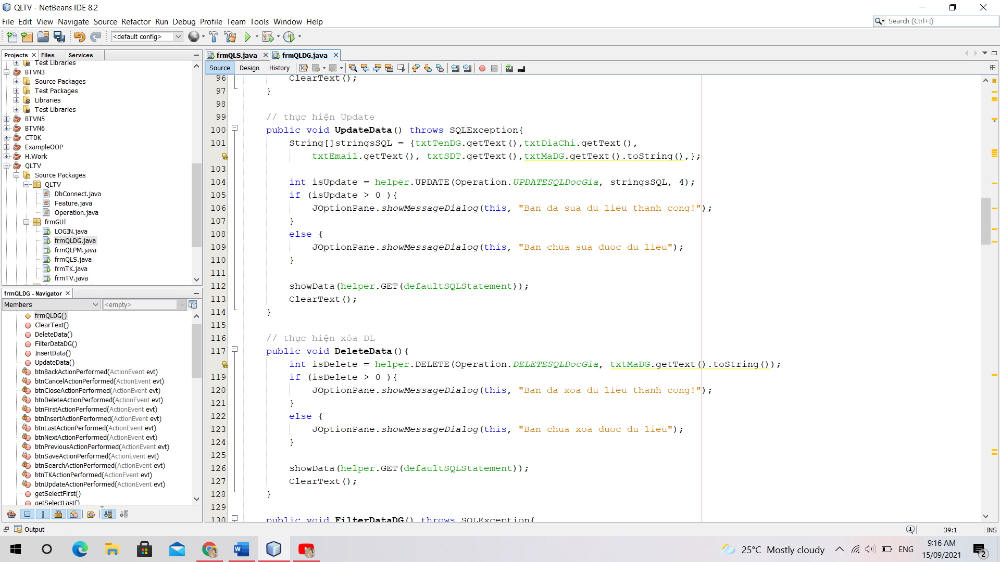 QLTV - NetBeans IDE 8.2
File Edit View Navigate Source Refactor Run Debug Profile Team Tools Window Help
Search (Ctrl+I)
<default config>
Projects Files Services
Test Libraries
BTVN3
Source Packages
Test Packages
Libraries
Test Libraries
BTVN5
BTVN6
CTDK
ExampleOOP
H.Work
QLTV
Source Packages
QLTV
DbConnect.java
Feature.java
Operation.java
frmGUI
LOGIN.java
frmQLDG.java
frmQLPM.java
frmQLS.java
frmTK.java
frmTV.java
frmQLDG - Navigator
Members <empty>
frmQLDG()
ClearText()
DeleteData()
FilterDataDG()
InsertData()
UpdateData()
btnBackActionPerformed(ActionEvent evt)
btnCancelActionPerformed(ActionEvent evt)
btnCloseActionPerformed(ActionEvent evt)
btnDeleteActionPerformed(ActionEvent evt)
btnFirstActionPerformed(ActionEvent evt)
btnInsertActionPerformed(ActionEvent evt)
btnLastActionPerformed(ActionEvent evt)
btnNextActionPerformed(ActionEvent evt)
btnPreviousActionPerformed(ActionEvent evt)
btnSaveActionPerformed(ActionEvent evt)
btnSearchActionPerformed(ActionEvent evt)
btnTKActionPerformed(ActionEvent evt)
btnUpdateActionPerformed(ActionEvent evt)
getSelectFirst()
getSelectLast()
frmQLS.java frmQLDG.java
Source Design History
96 ClearText();
97 }
98
99 // thực hiện Update
100 public void UpdateData() throws SQLException{
101 String[]stringsSQL = {txtTenDG.getText(),txtDiaChi.getText(),
txtEmail.getText(), txtSDT.getText(),txtMaDG.getText().toString(),};
103
104 int isUpdate = helper.UPDATE(Operation.UPDATESQLDocGia, stringsSQL, 4);
105 if (isUpdate > 0 ){
106 JOptionPane.showMessageDialog(this, "Ban da sua du lieu thanh cong!");
107 }
108 else {
109 JOptionPane.showMessageDialog(this, "Ban chua sua duoc du lieu");
110 }
111
112 showData(helper.GET(defaultSQLStatement));
113 ClearText();
114 }
115
116 // thực hiện xóa DL
117 public void DeleteData(){
int isDelete = helper.DELETE(Operation.DELETESQLDocGia, txtMaDG.getText().toString());
119 if (isDelete > 0 ){
120 JOptionPane.showMessageDialog(this, "Ban da xoa du lieu thanh cong!");
121 }
122 else {
123 JOptionPane.showMessageDialog(this, "Ban chua xoa duoc du lieu");
124 }
125
126 showData(helper.GET(defaultSQLStatement));
127 ClearText();
128 }
129
130 public void FilterDataDG() throws SQLException{
Output
39:1 INS
25°C Mostly cloudy
ENG
9:16 AM
15/09/2021
2